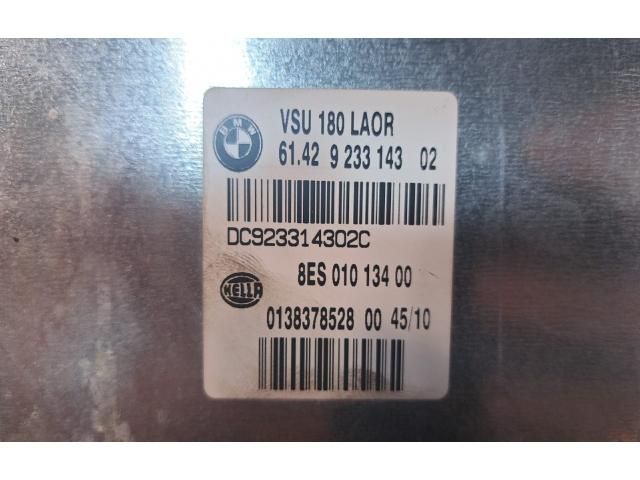 BMW
VSU 180 LAOR
61.42 9 233 143 02
DC923314302C
8ES 010 134 00
HELLA
0138378528 00 45/10